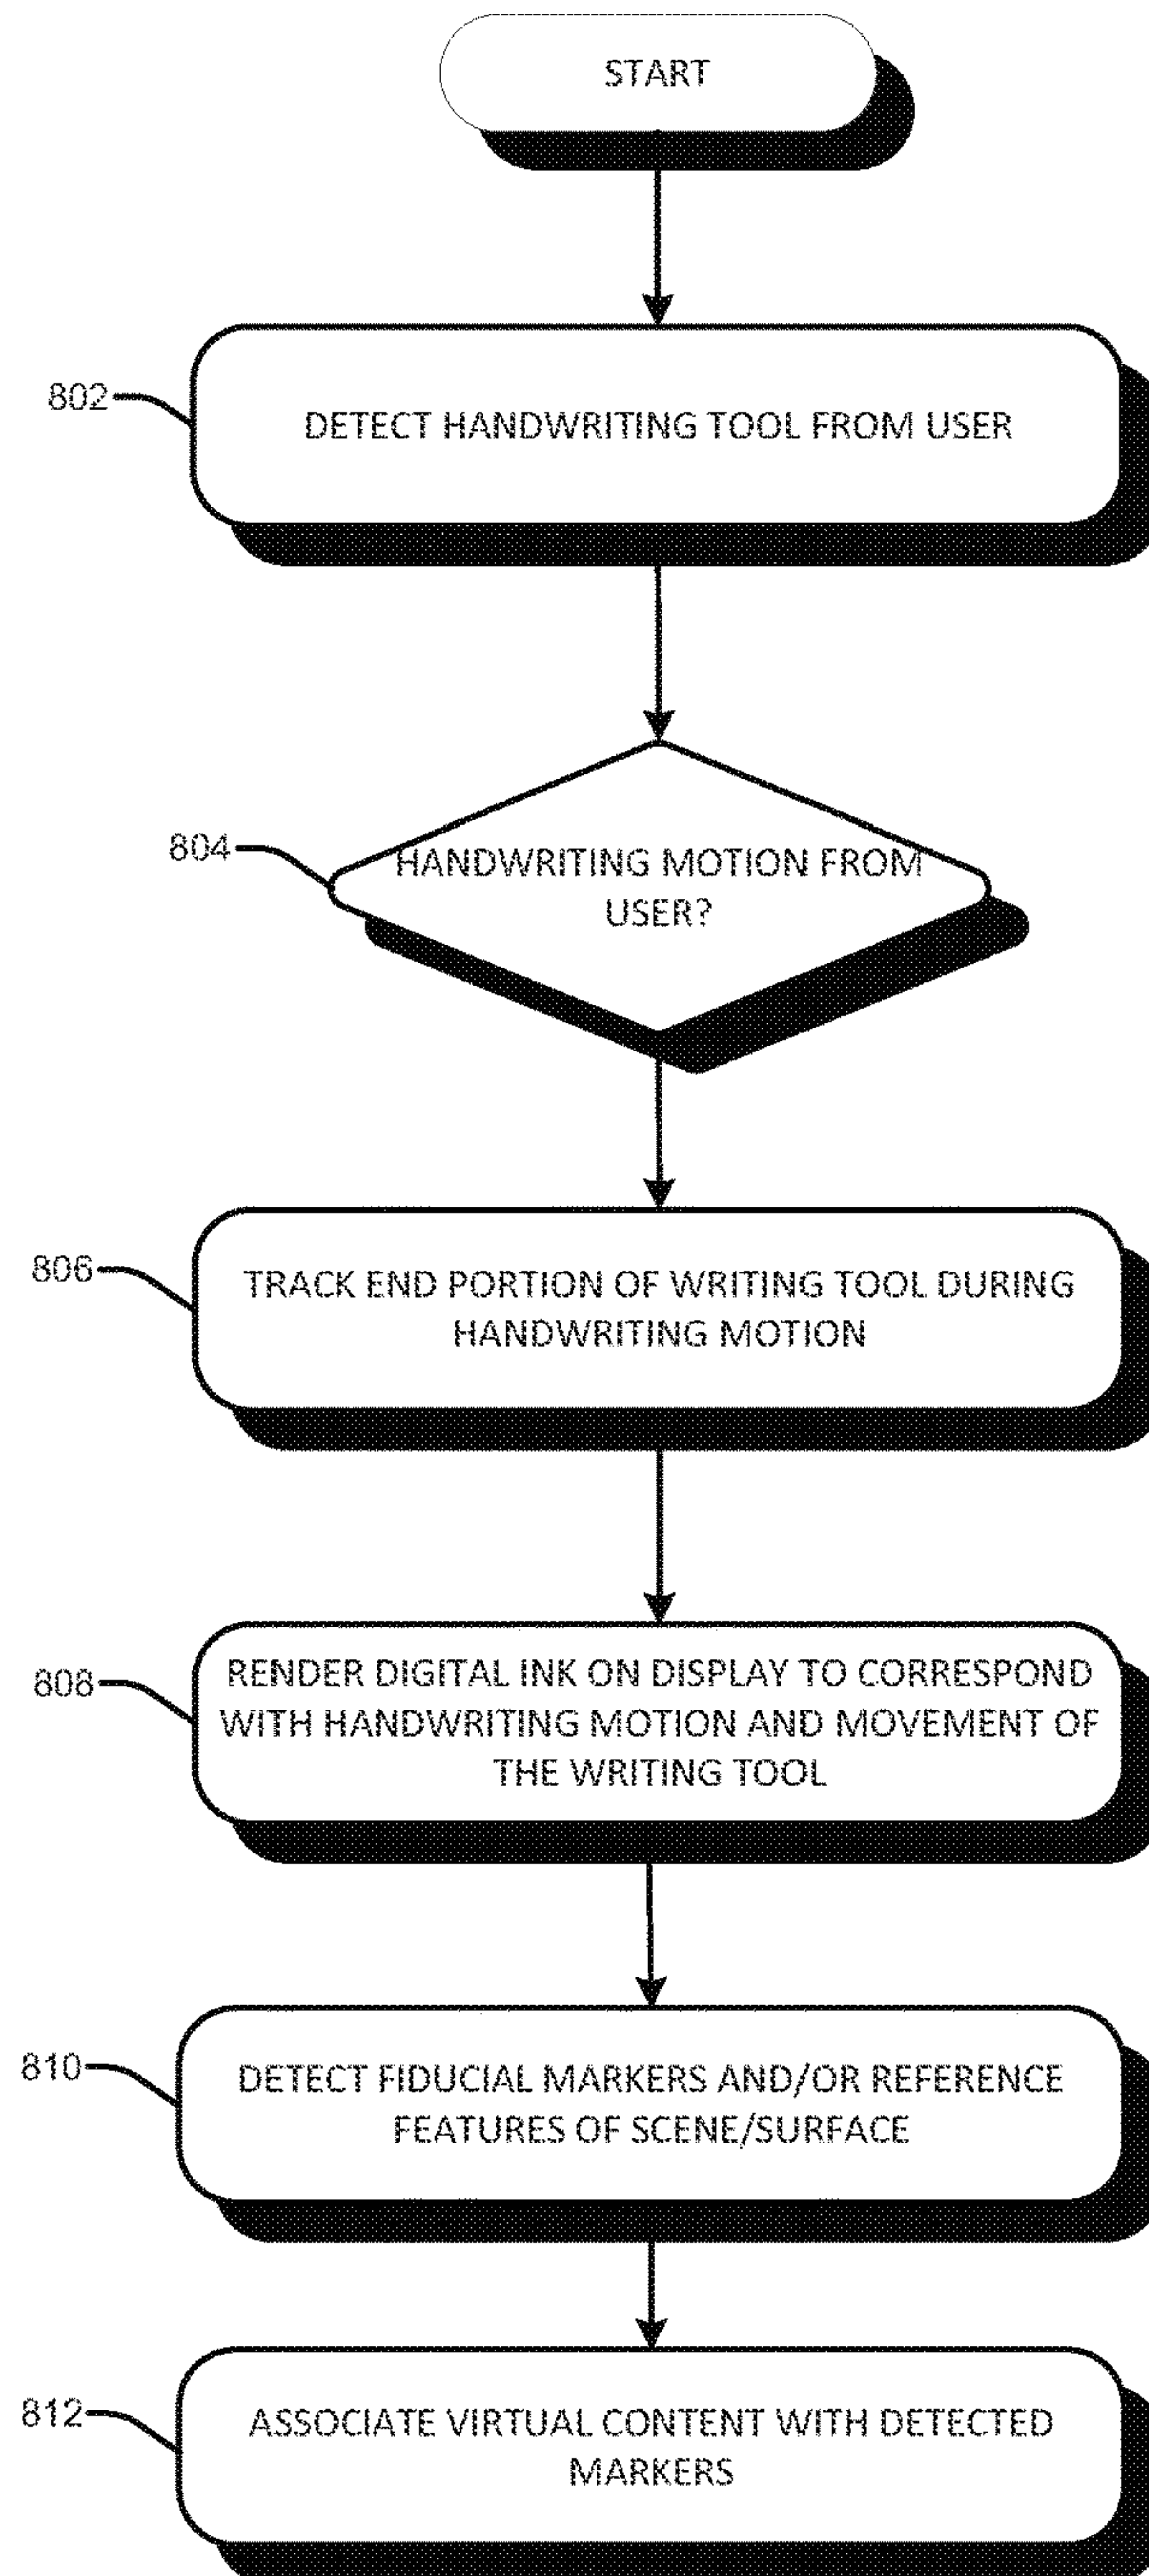 START
802
DETECT HANDWRITING TOOL FROM USER
804
HANDWRITING MOTION FROM
USER?
806
TRACK END PORTION OF WRITING TOOL DURING
HANDWRITING MOTION
808
RENDER DIGITAL INK ON DISPLAY TO CORRESPOND
WITH HANDWRITING MOTION AND MOVEMENT OF
THE WRITING TOOL
810
DETECT FIDUCIAL MARKERS AND/OR REFERENCE
FEATURES OF SCENE/SURFACE
812
ASSOCIATE VIRTUAL CONTENT WITH DETECTED
MARKERS